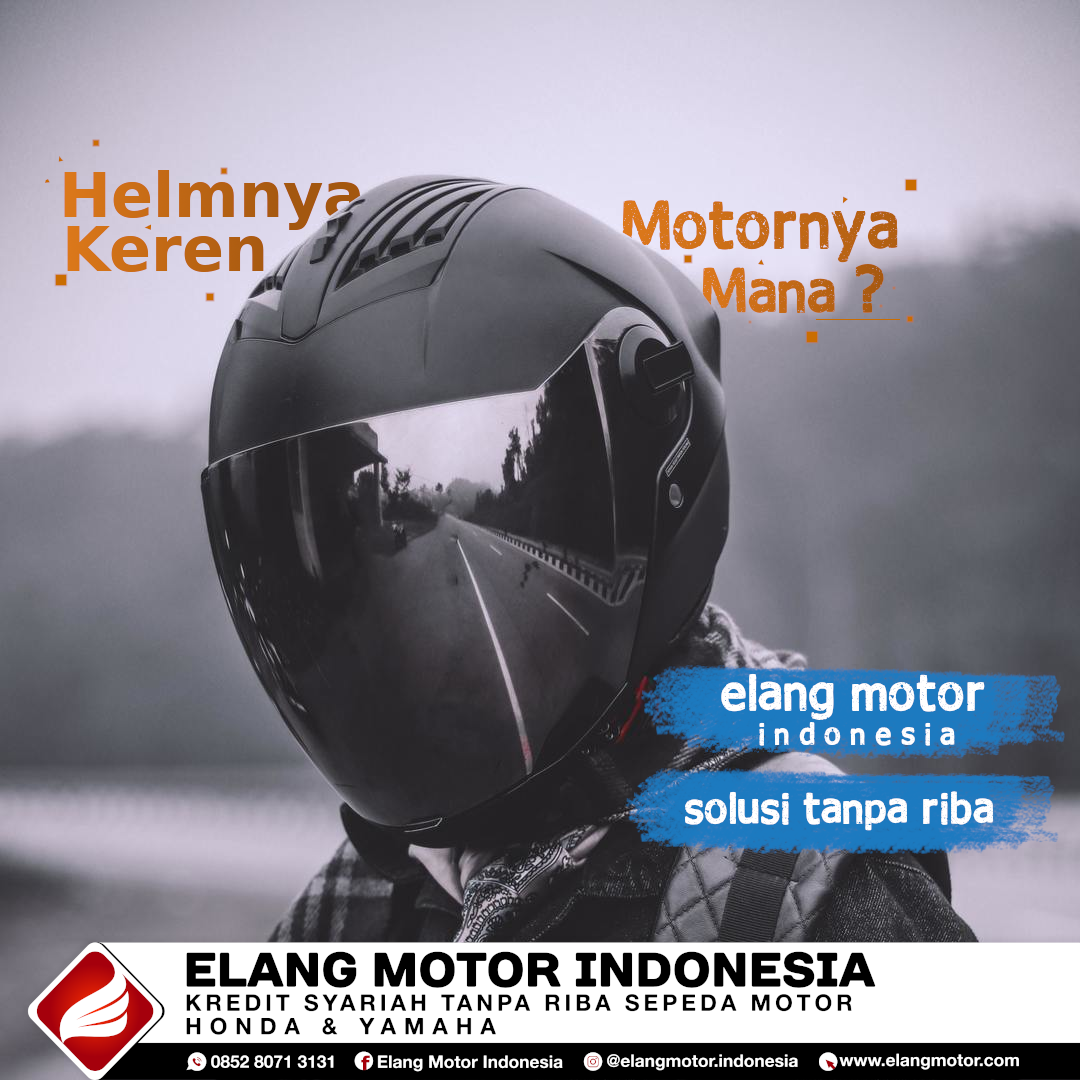 Helmnya
Keren
Motornya
Mana ?
elang motor
indonesia
solusi tanpa riba
ELANG MOTOR INDONESIA
KREDIT SYARIAH TANPA RIBA SEPEDA MOTOR
HONDA & YAMAHA
0852 8071 3131 Elang Motor Indonesia @elangmotor.indonesia www.elangmotor.com